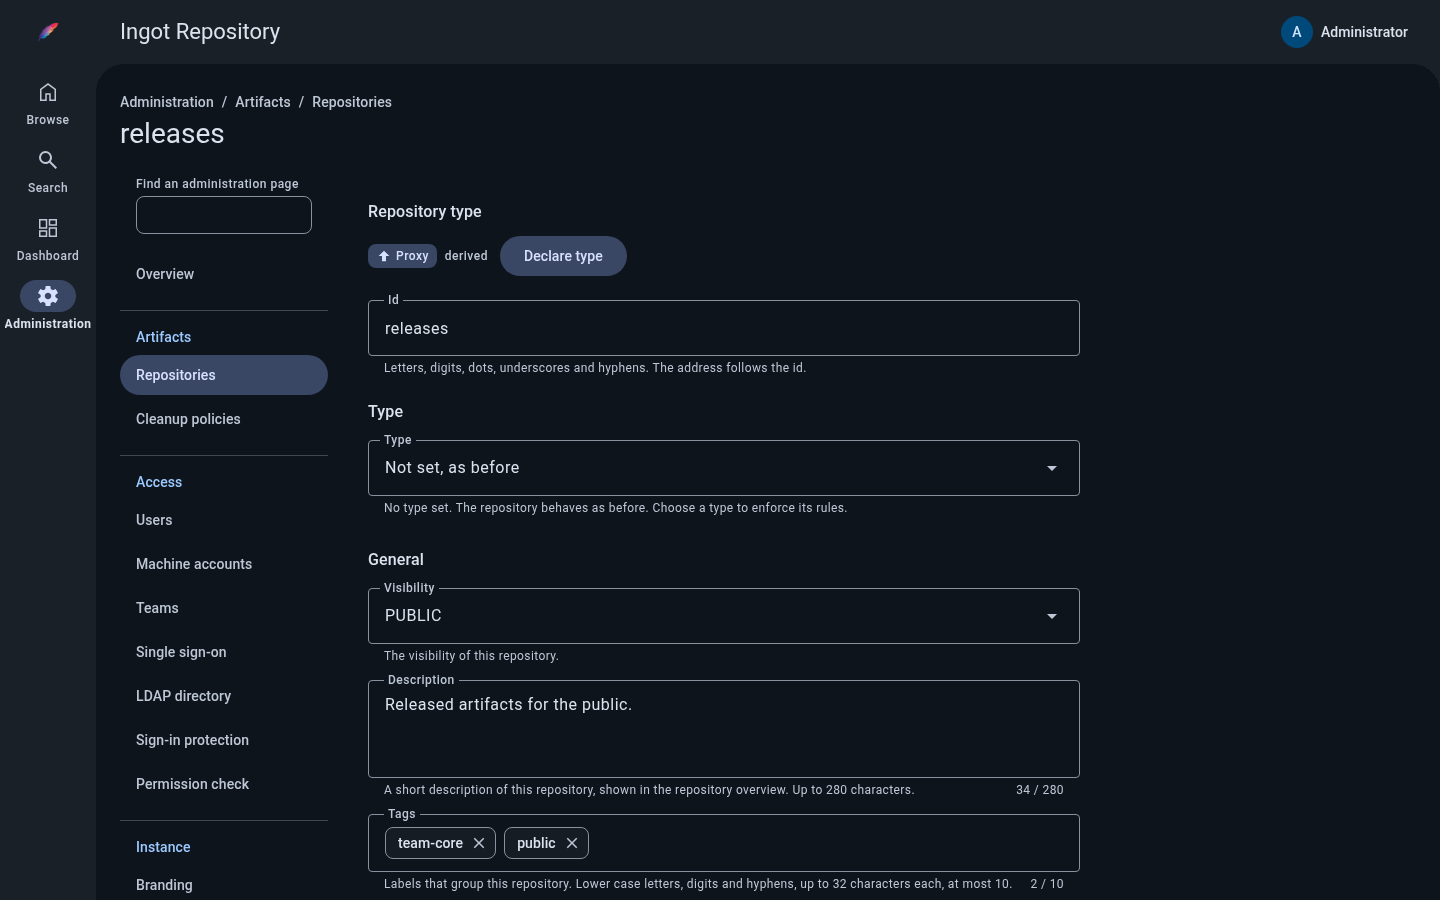 Ingot Repository
A
Administrator
Browse
Search
Dashboard
Administration
Administration / Artifacts / Repositories
releases
Find an administration page
Overview
Artifacts
Repositories
Cleanup policies
Access
Users
Machine accounts
Teams
Single sign-on
LDAP directory
Sign-in protection
Permission check
Instance
Branding
Repository type
Proxy derived Declare type
Id
releases
Letters, digits, dots, underscores and hyphens. The address follows the id.
Type
Type
Not set, as before
No type set. The repository behaves as before. Choose a type to enforce its rules.
General
Visibility
PUBLIC
The visibility of this repository.
Description
Released artifacts for the public.
A short description of this repository, shown in the repository overview. Up to 280 characters. 34 / 280
Tags
team-core public
Labels that group this repository. Lower case letters, digits and hyphens, up to 32 characters each, at most 10. 2 / 10